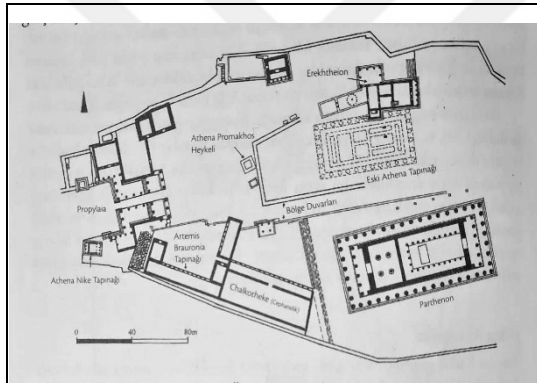 Erekhtheion
Athena Promakhos
Heykeli
Eski Athena Tapınağı
Propylaia
Bölge Duvarları
Artemis
Brauronia
Tapınağı
Athena Nike Tapınağı
Chalkotheke (Cephanelik)
Parthenon
0 40 80m